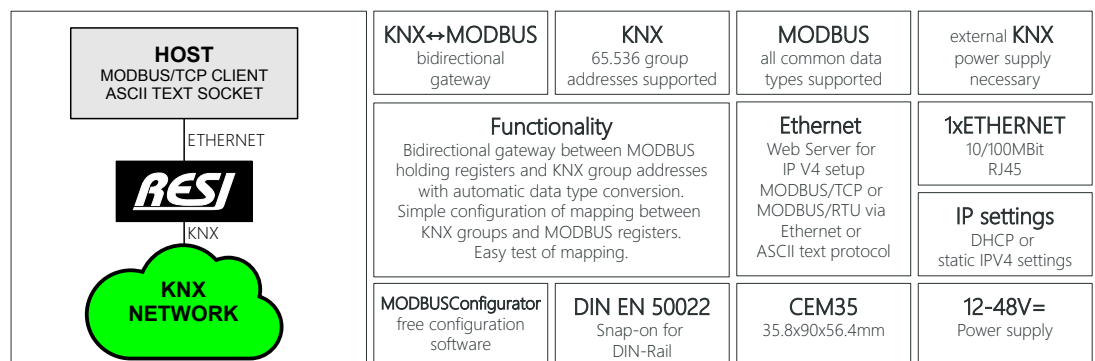 HOST
MODBUS/TCP CLIENT
ASCII TEXT SOCKET
ETHERNET
RESI
KNX
KNX
NETWORK
KNX↔MODBUS
bidirectional
gateway
KNX
65.536 group
addresses supported
MODBUS
all common data
types supported
external KNX
power supply
necessary
Functionality
Bidirectional gateway between MODBUS
holding registers and KNX group addresses
with automatic data type conversion.
Simple configuration of mapping between
KNX groups and MODBUS registers.
Easy test of mapping.
Ethernet
Web Server for
IP V4 setup
MODBUS/TCP or
MODBUS/RTU via
Ethernet or
ASCII text protocol
1xETHERNET
10/100MBit
RJ45
IP settings
DHCP or
static IPV4 settings
MODBUSConfigurator
free configuration
software
DIN EN 50022
Snap-on for
DIN-Rail
CEM35
35.8x90x56.4mm
12-48V=
Power supply